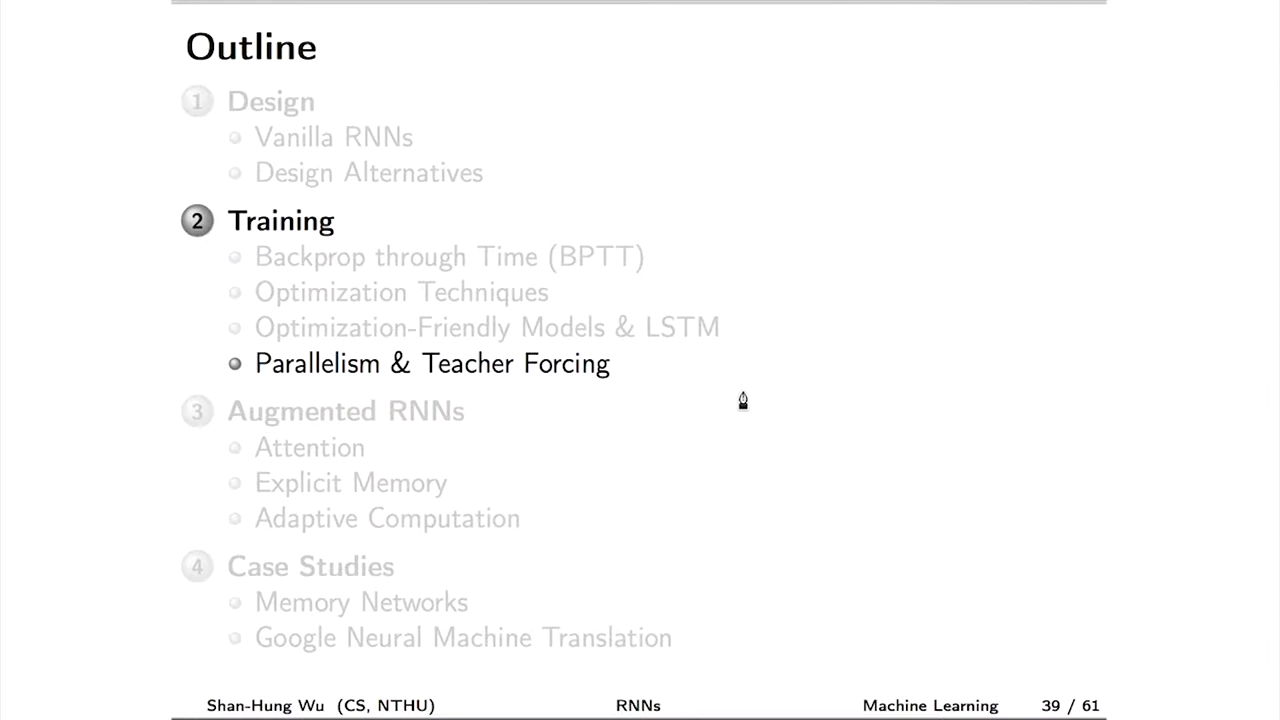 Outline
1 Design
Vanilla RNNs
Design Alternatives
2 Training
Backprop through Time (BPTT)
Optimization Techniques
Optimization-Friendly Models & LSTM
Parallelism & Teacher Forcing
3 Augmented RNNs
Attention
Explicit Memory
Adaptive Computation
4 Case Studies
Memory Networks
Google Neural Machine Translation
Shan-Hung Wu (CS, NTHU) RNNs Machine Learning 39 / 61